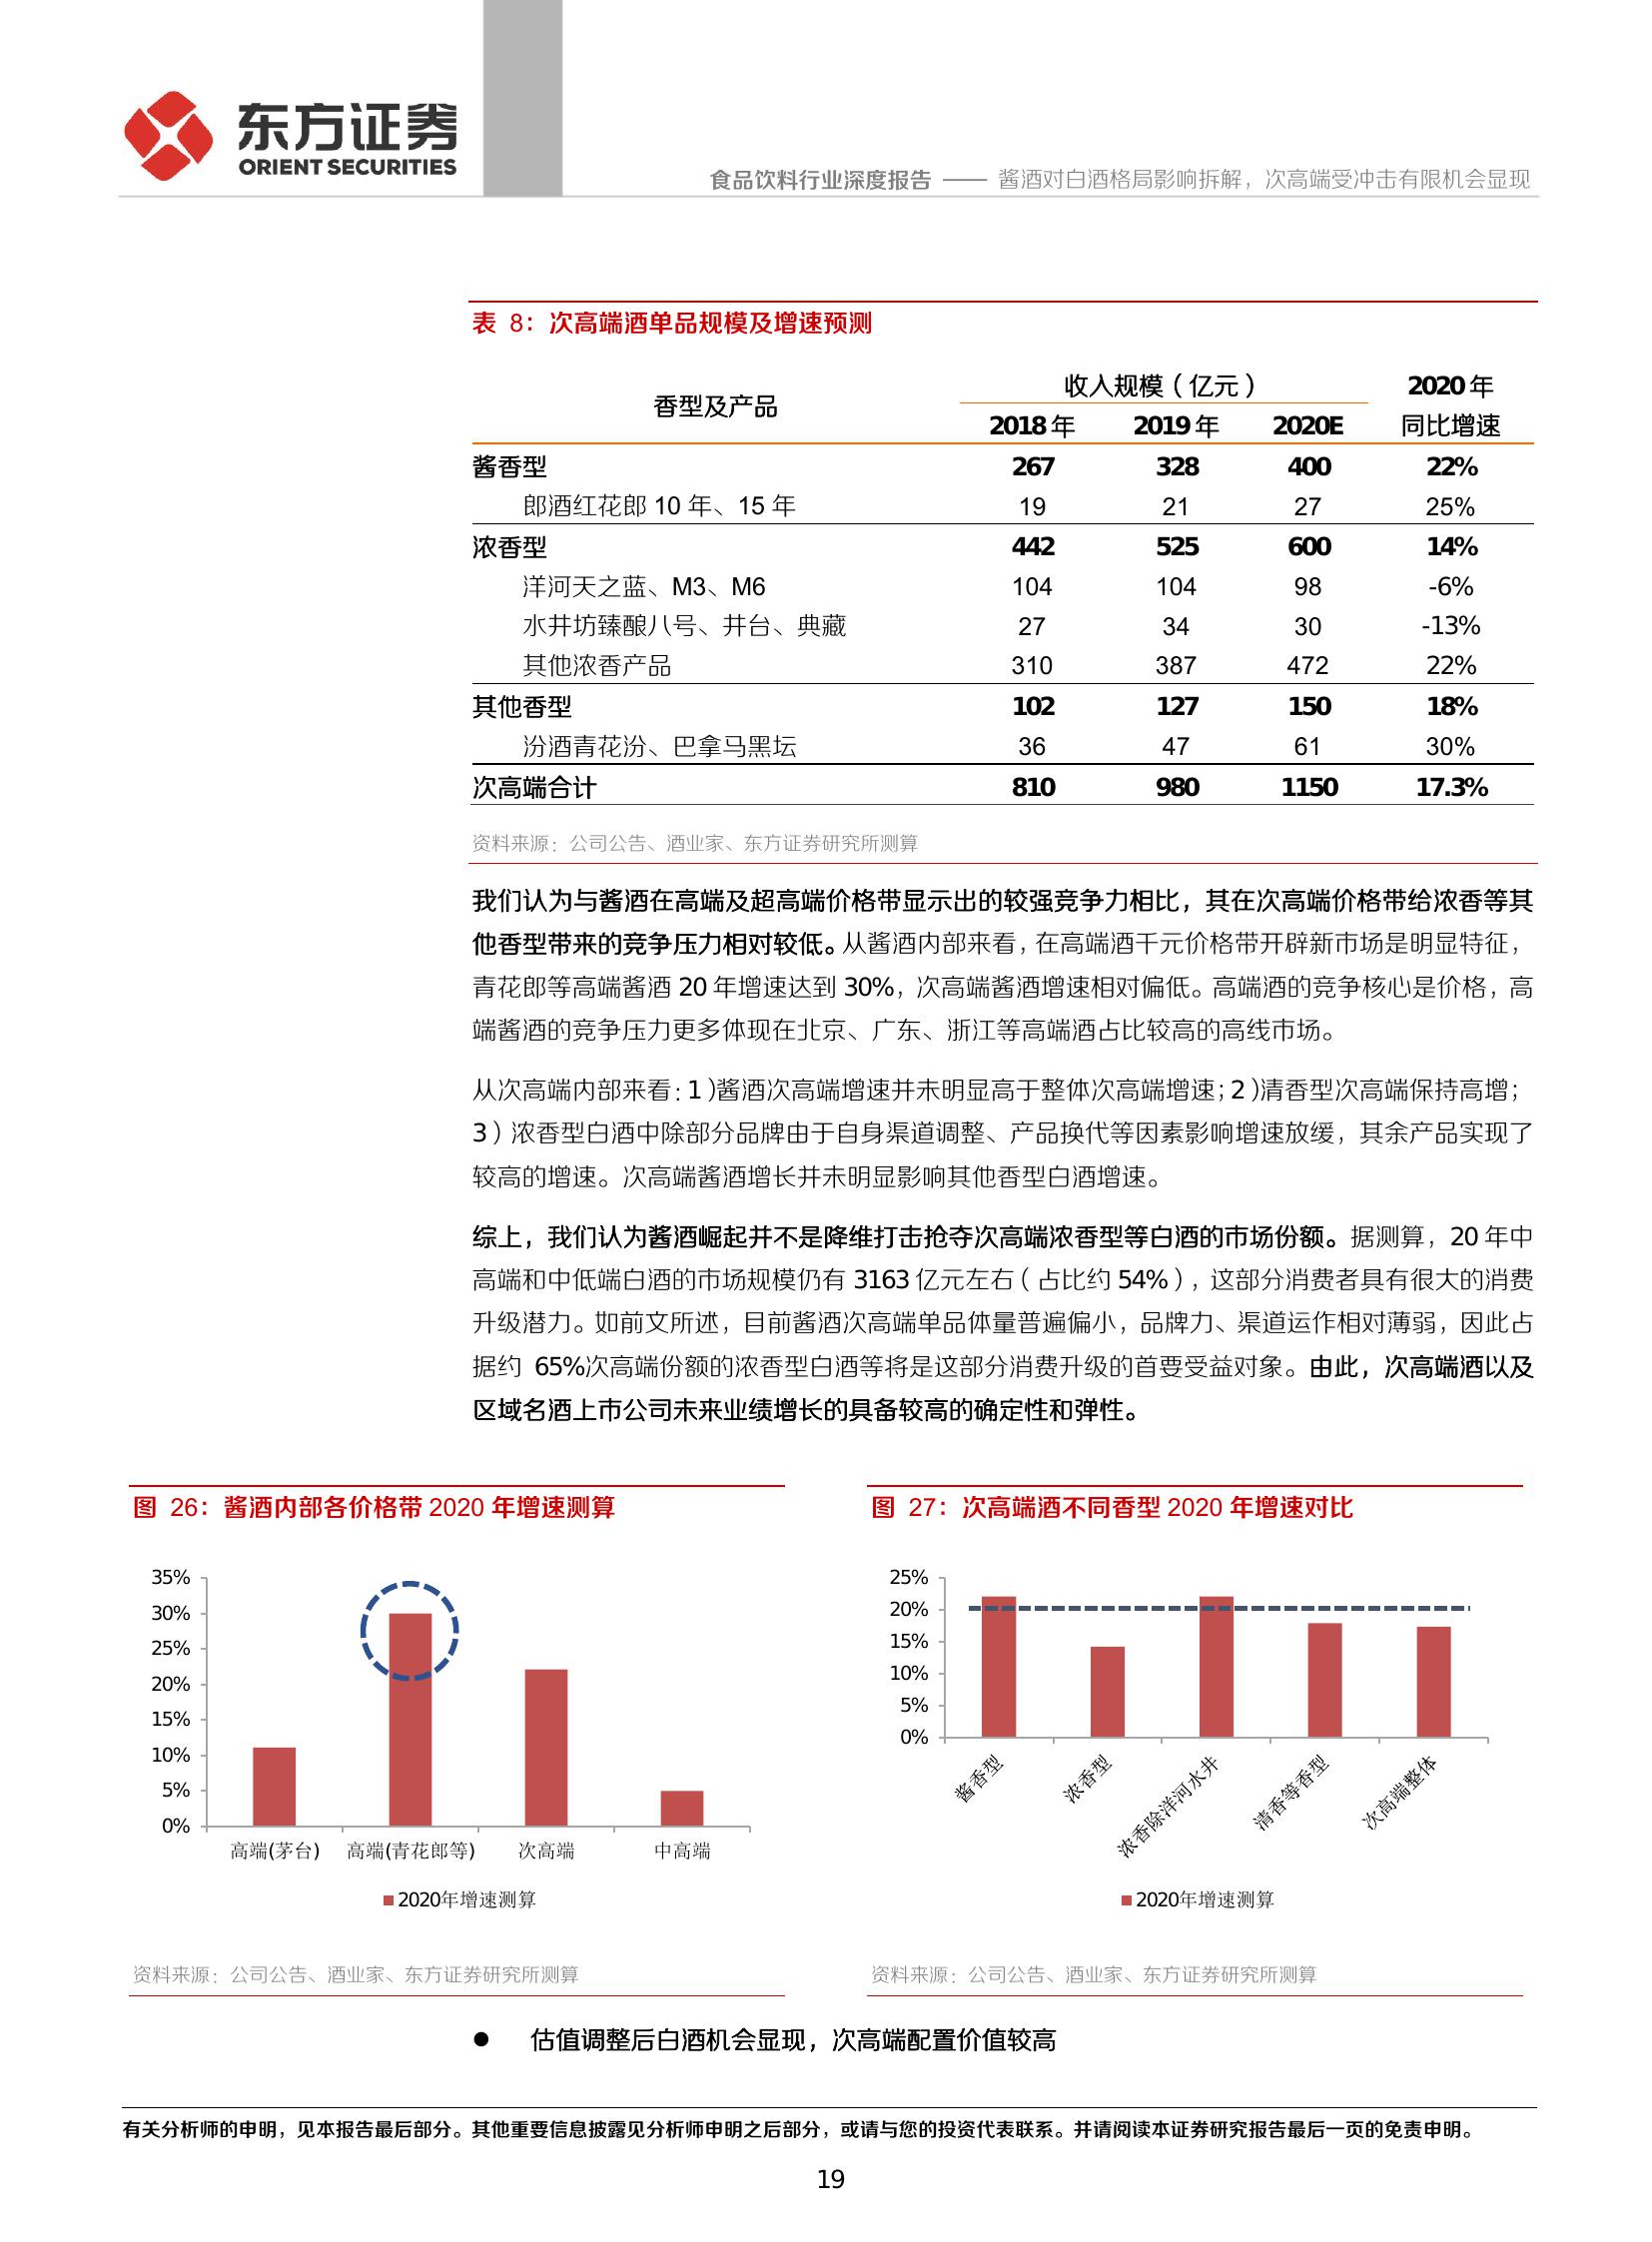 东方证券
ORIENT SECURITIES
食品饮料行业深度报告 —— 酱酒对白酒格局影响拆解，次高端受冲击有限机会显现
表 8：次高端酒单品规模及增速预测
香型及产品 收入规模（亿元） 2020 年
2018 年 2019 年 2020E 同比增速
酱香型 267 328 400 22%
郎酒红花郎 10 年、15 年 19 21 27 25%
浓香型 442 525 600 14%
洋河天之蓝、M3、M6 104 104 98 -6%
水井坊臻酿八号、井台、典藏 27 34 30 -13%
其他浓香产品 310 387 472 22%
其他香型 102 127 150 18%
汾酒青花汾、巴拿马黑坛 36 47 61 30%
次高端合计 810 980 1150 17.3%
资料来源：公司公告、酒业家、东方证券研究所测算
我们认为与酱酒在高端及超高端价格带显示出的较强竞争力相比，其在次高端价格带给浓香等其
他香型带来的竞争压力相对较低。从酱酒内部来看，在高端酒千元价格带开辟新市场是明显特征，
青花郎等高端酱酒 20 年增速达到 30%，次高端酱酒增速相对偏低。高端酒的竞争核心是价格，高
端酱酒的竞争压力更多体现在北京、广东、浙江等高端酒占比较高的高线市场。
从次高端内部来看：1）酱酒次高端增速并未明显高于整体次高端增速；2）清香型次高端保持高增；
3）浓香型白酒中除部分品牌由于自身渠道调整、产品换代等因素影响增速放缓，其余产品实现了
较高的增速。次高端酱酒增长并未明显影响其他香型白酒增速。
综上，我们认为酱酒崛起并不是降维打击抢夺次高端浓香型等白酒的市场份额。据测算，20 年中
高端和中低端白酒的市场规模仍有 3163 亿元左右（占比约 54%），这部分消费者具有很大的消费
升级潜力。如前文所述，目前酱酒次高端单品体量普遍偏小，品牌力、渠道运作相对薄弱，因此占
据约 65%次高端份额的浓香型白酒等将是这部分消费升级的首要受益对象。由此，次高端酒以及
区域名酒上市公司未来业绩增长的具备较高的确定性和弹性。
图 26：酱酒内部各价格带 2020 年增速测算
35%
30%
25%
20%
15%
10%
5%
0%
高端(茅台) 高端(青花郎等) 次高端 中高端
2020年增速测算
资料来源：公司公告、酒业家、东方证券研究所测算
图 27：次高端酒不同香型 2020 年增速对比
25%
20%
15%
10%
5%
0%
酱香型 浓香型 浓香除洋河水井 清香等香型 次高端整体
2020年增速测算
资料来源：公司公告、酒业家、东方证券研究所测算
● 估值调整后白酒机会显现，次高端配置价值较高
有关分析师的申明，见本报告最后部分。其他重要信息披露见分析师申明之后部分，或请与您的投资代表联系。并请阅读本证券研究报告最后一页的免责申明。
19